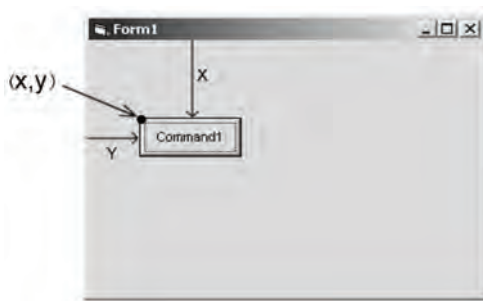 Form1
X
(x,y)
Command1
Y